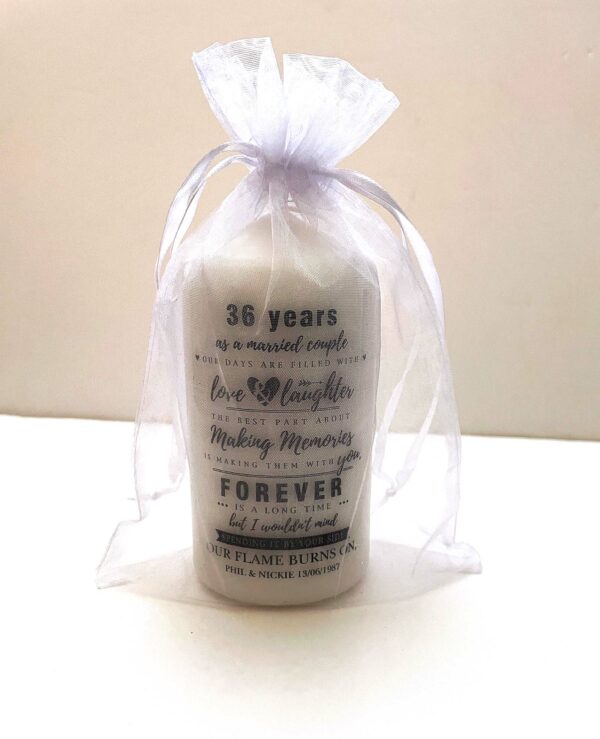 36 years
as a married couple
OUR DAYS ARE FILLED WITH
love & laughter
THE BEST PART ABOUT
Making Memories
IS MAKING THEM WITH you,
FOREVER
IS A LONG TIME
but I wouldn't mind
SPENDING IT BY YOUR SIDE
OUR FLAME BURNS ON,
PHIL & NICKIE 13/06/1987